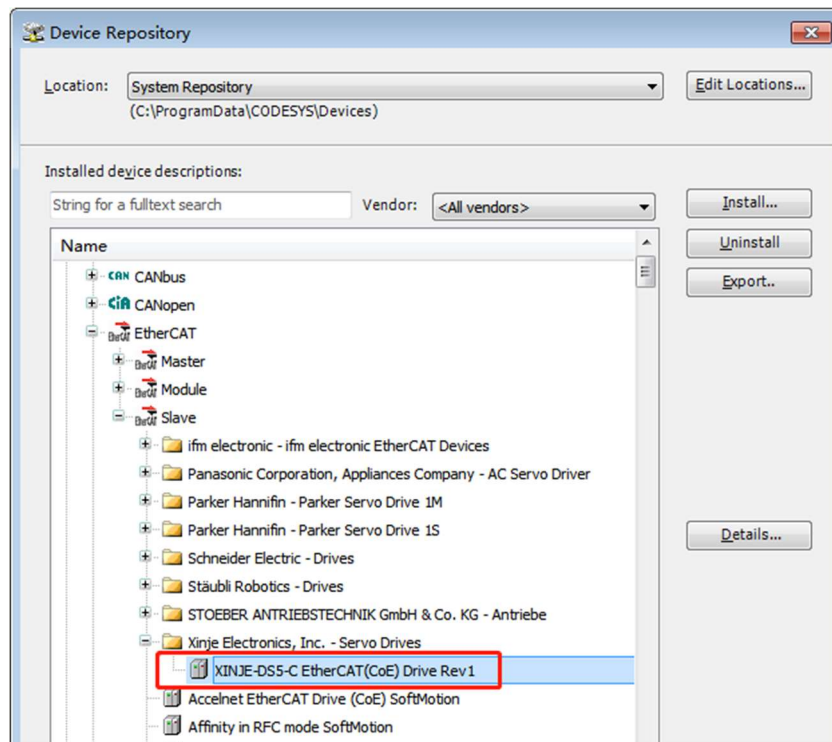 Device Repository
Location: System Repository Edit Locations...
(C:\ProgramData\CODESYS\Devices)
Installed device descriptions:
String for a fulltext search Vendor: <All vendors> Install...
Name Uninstall
CAN CANbus Export..
CiA CANopen
EtherCAT
Master
Module
Slave
ifm electronic - ifm electronic EtherCAT Devices
Panasonic Corporation, Appliances Company - AC Servo Driver
Parker Hannifin - Parker Servo Drive 1M
Parker Hannifin - Parker Servo Drive 1S
Schneider Electric - Drives Details...
Stäubli Robotics - Drives
STOEBER ANTRIEBSTECHNIK GmbH & Co. KG - Antriebe
Xinje Electronics, Inc. - Servo Drives
XINJE-DS5-C EtherCAT(CoE) Drive Rev1
Accelnet EtherCAT Drive (CoE) SoftMotion
Affinity in RFC mode SoftMotion